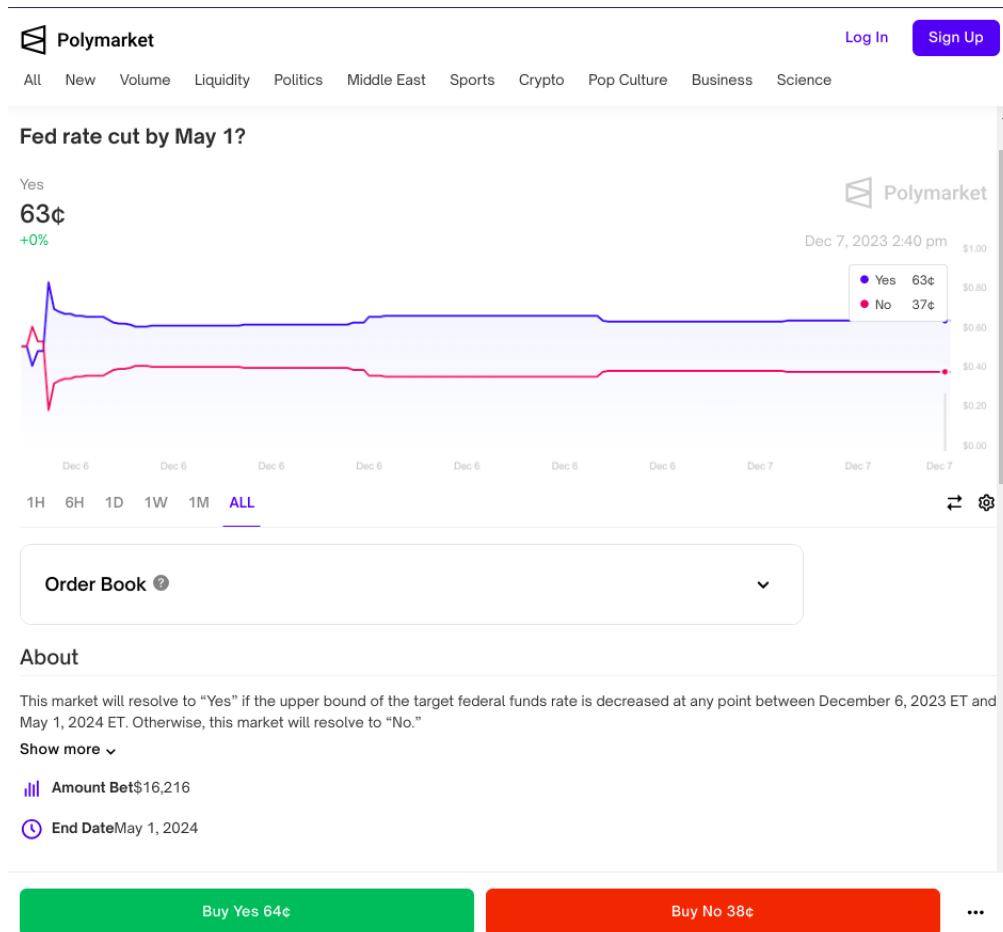 Polymarket
Log In
Sign Up
All New Volume Liquidity Politics Middle East Sports Crypto Pop Culture Business Science
Fed rate cut by May 1?
Yes
63¢
+0%
Polymarket
Dec 7, 2023 2:40 pm
$1.00
Yes 63¢
No 37¢
$0.80
$0.60
$0.40
$0.20
$0.00
Dec 6 Dec 6 Dec 6 Dec 6 Dec 6 Dec 6 Dec 6 Dec 7 Dec 7 Dec 7
1H 6H 1D 1W 1M ALL
Order Book ?
About
This market will resolve to “Yes” if the upper bound of the target federal funds rate is decreased at any point between December 6, 2023 ET and
May 1, 2024 ET. Otherwise, this market will resolve to “No.”
Show more
Amount Bet$16,216
End DateMay 1, 2024
Buy Yes 64¢
Buy No 38¢